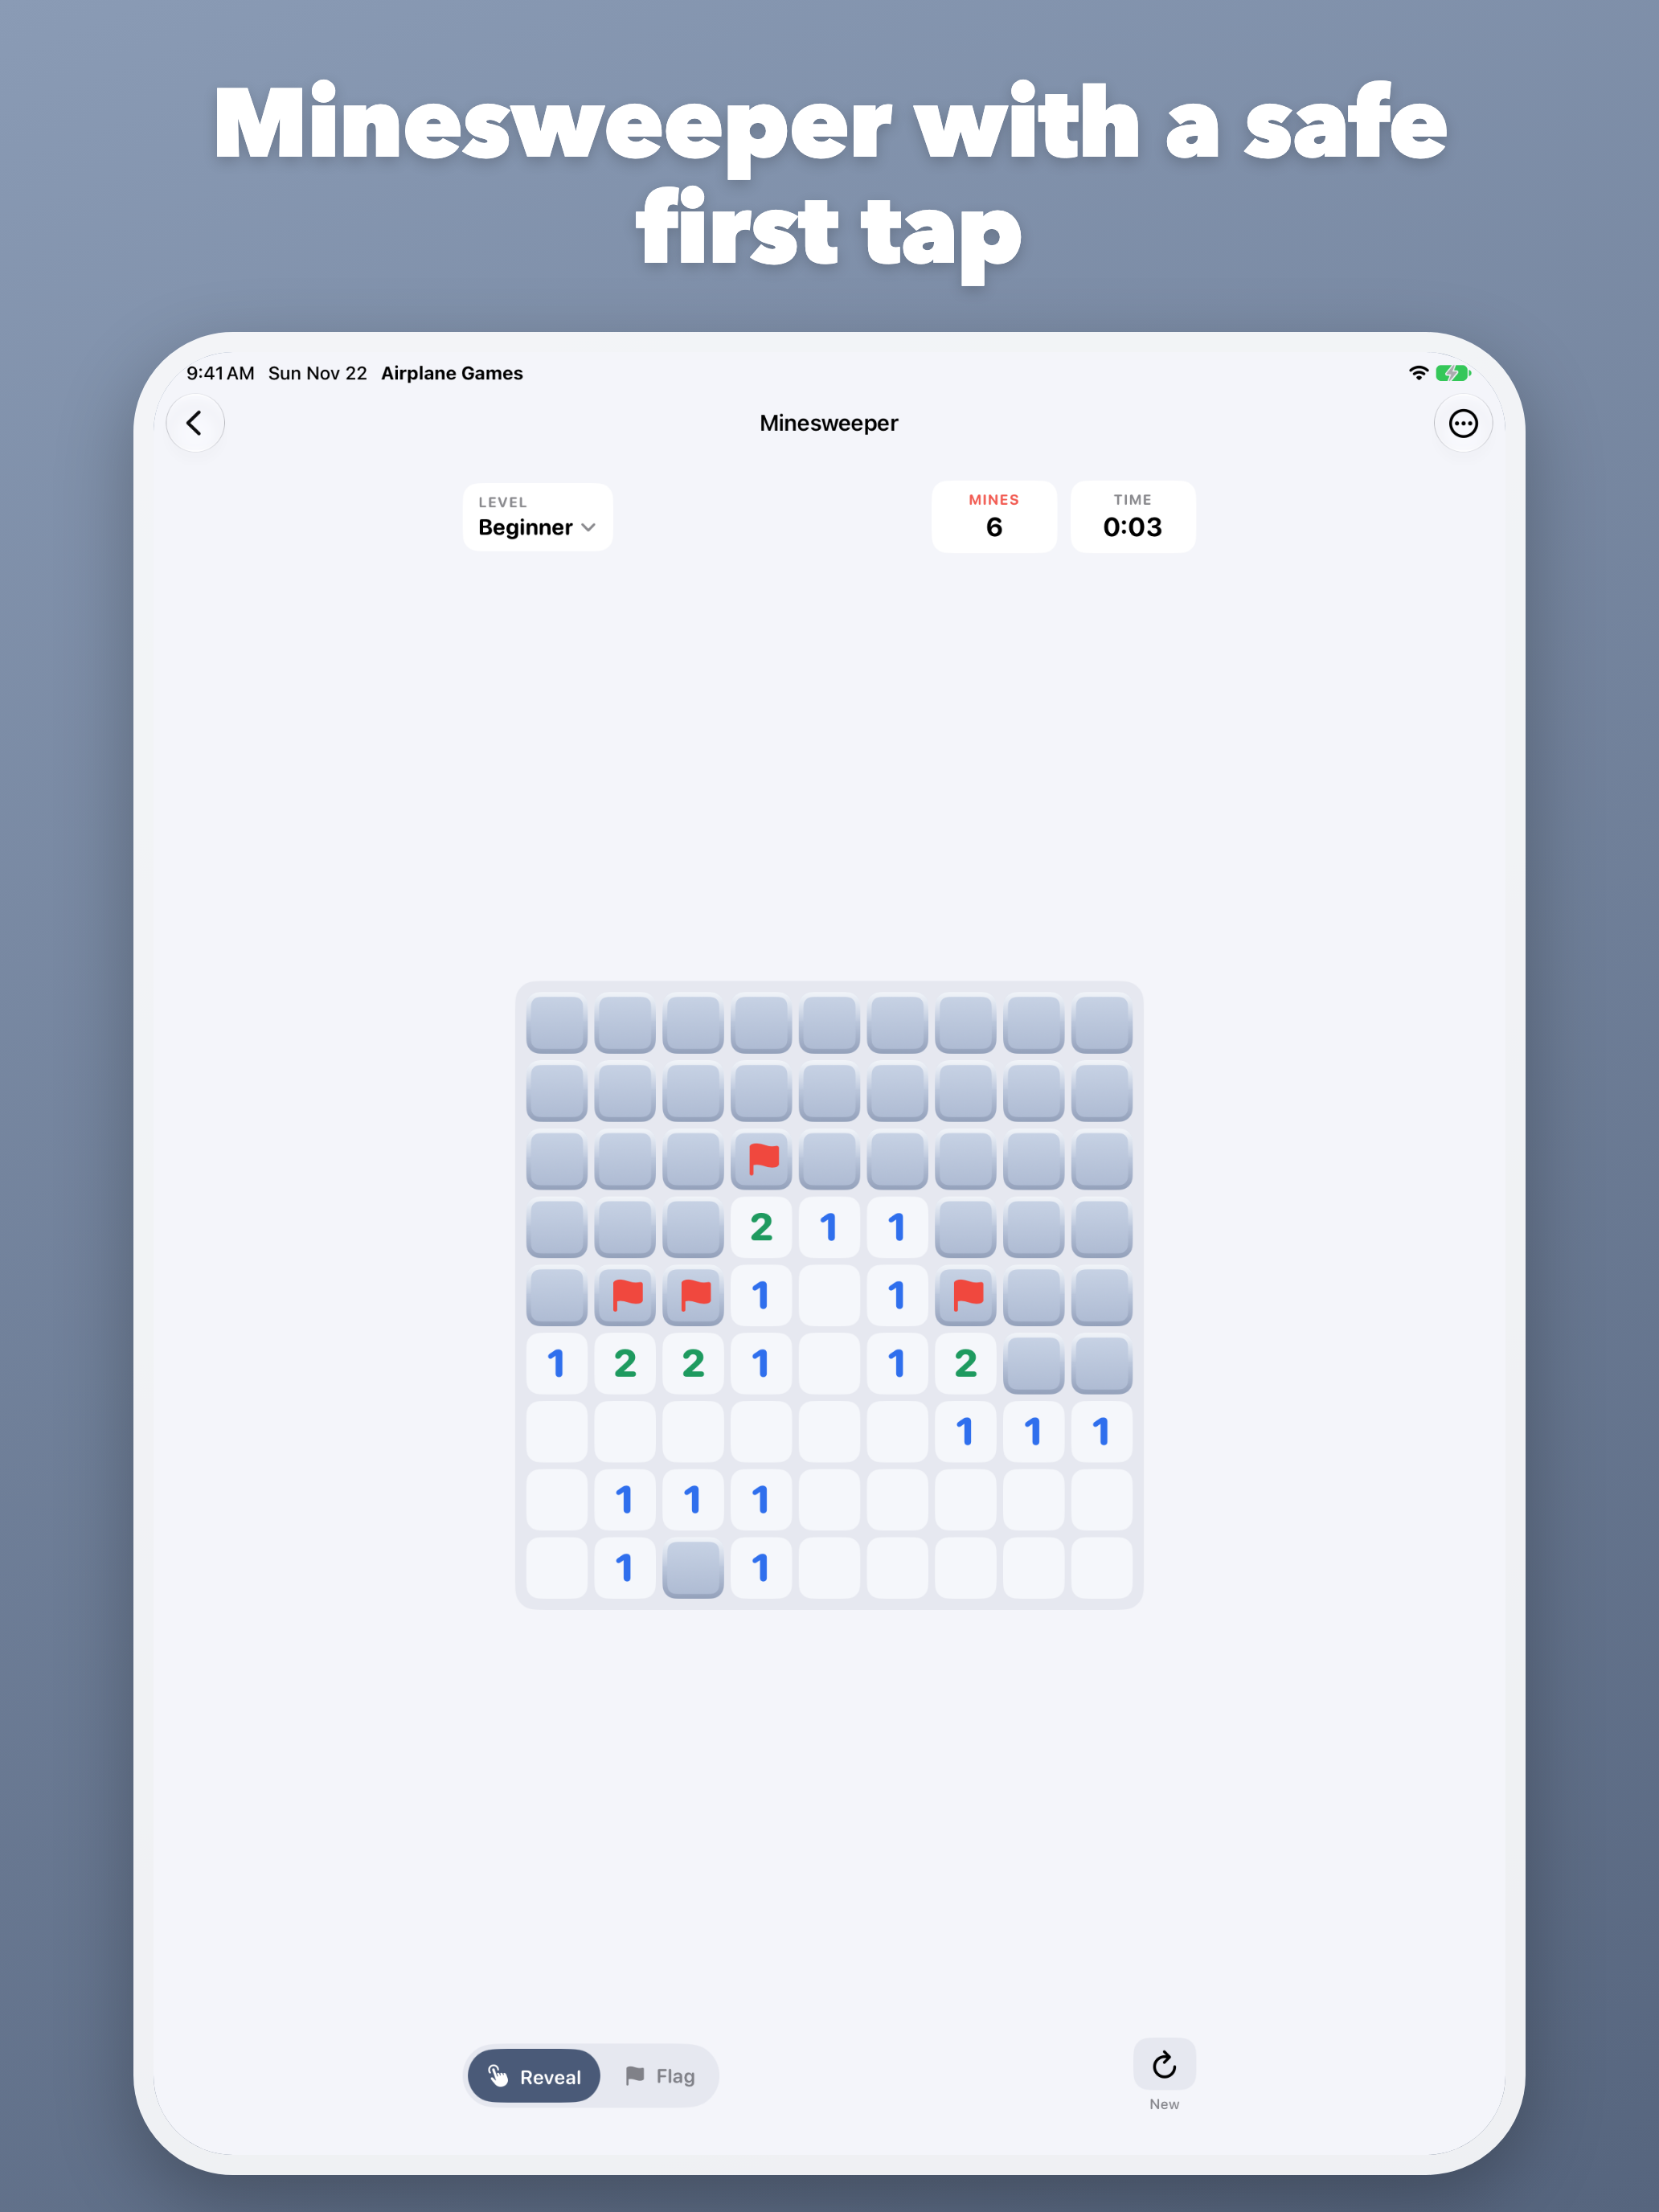 Minesweeper with a safe
first tap
9:41 AM Sun Nov 22 Airplane Games
Minesweeper
LEVEL
Beginner
MINES
6
TIME
0:03
2 1 1
1 1
1 2 2 1 1 2
1 1 1
1 1 1
1 1
Reveal
Flag
New